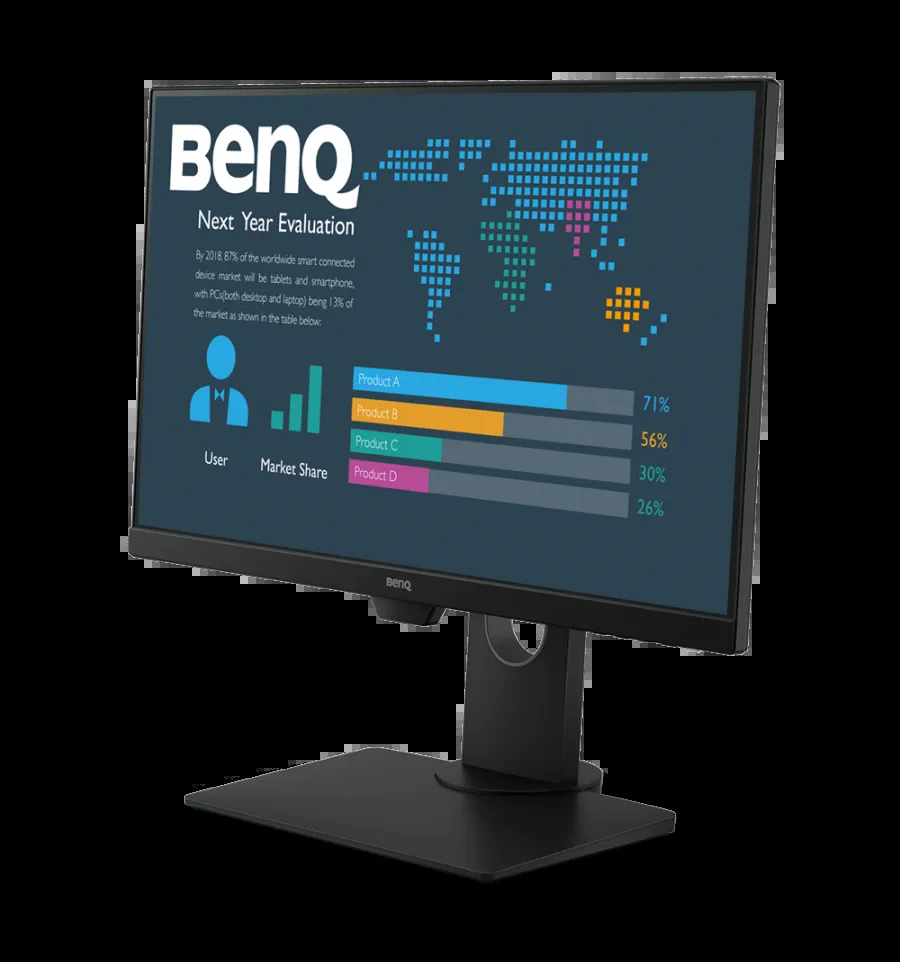 BenQ
Next Year Evaluation
By 2018, 87% of the worldwide smart connected
device market will be tablets and smartphone,
with PCs(both desktop and laptop) being 13% of
the market as shown in the table below:
User
Market Share
Product A
71%
Product B
56%
Product C
30%
Product D
26%
BenQ